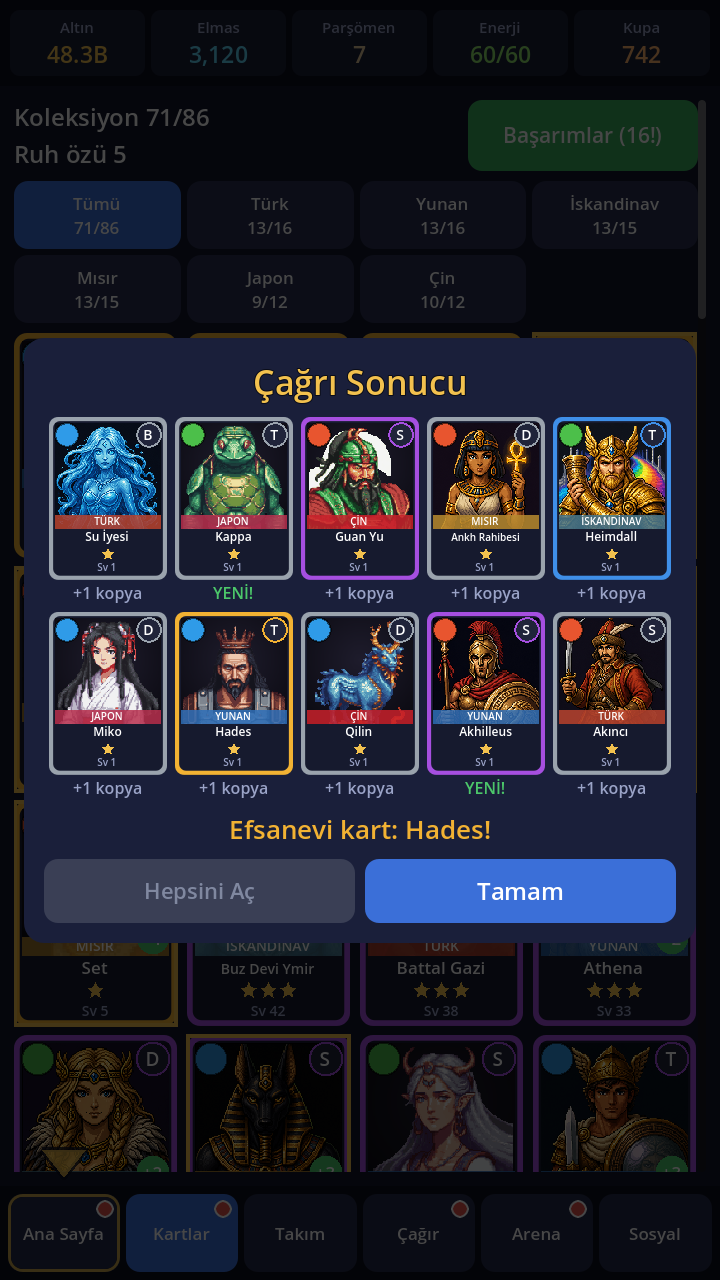 Altın
48.3B
Elmas
3,120
Parşömen
7
Enerji
60/60
Kupa
742
Koleksiyon 71/86
Ruh özü 5
Başarımlar (16!)
Tümü
71/86
Türk
13/16
Yunan
13/16
İskandinav
13/15
Mısır
13/15
Japon
9/12
Çin
10/12
Çağrı Sonucu
B
TÜRK
Su İyesi
Sv 1
+1 kopya
T
JAPON
Kappa
Sv 1
YENİ!
S
ÇİN
Guan Yu
Sv 1
+1 kopya
D
MISIR
Ankh Rahibesi
Sv 1
+1 kopya
T
İSKANDİNAV
Heimdall
Sv 1
+1 kopya
D
JAPON
Miko
Sv 1
+1 kopya
T
YUNAN
Hades
Sv 1
+1 kopya
D
ÇİN
Qilin
Sv 1
+1 kopya
S
YUNAN
Akhilleus
Sv 1
YENİ!
S
TÜRK
Akıncı
Sv 1
+1 kopya
Efsanevi kart: Hades!
Hepsini Aç
Tamam
MISIR
Set
Sv 5
İSKANDİNAV
Buz Devi Ymir
Sv 42
TÜRK
Battal Gazi
Sv 38
YUNAN
Athena
Sv 33
D
S
S
T
Ana Sayfa
Kartlar
Takım
Çağır
Arena
Sosyal